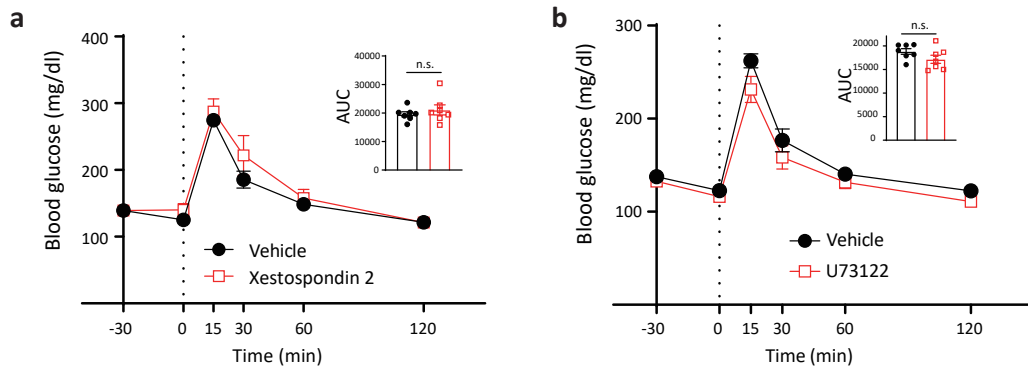 a
Blood glucose (mg/dl)
400
300
200
100
-30
0
15
30
60
120
Time (min)
Vehicle
Xestospondin 2
AUC
40000
30000
20000
10000
0
n.s.
b
Blood glucose (mg/dl)
300
200
100
-30
0
15
30
60
120
Time (min)
Vehicle
U73122
AUC
20000
15000
10000
5000
0
n.s.